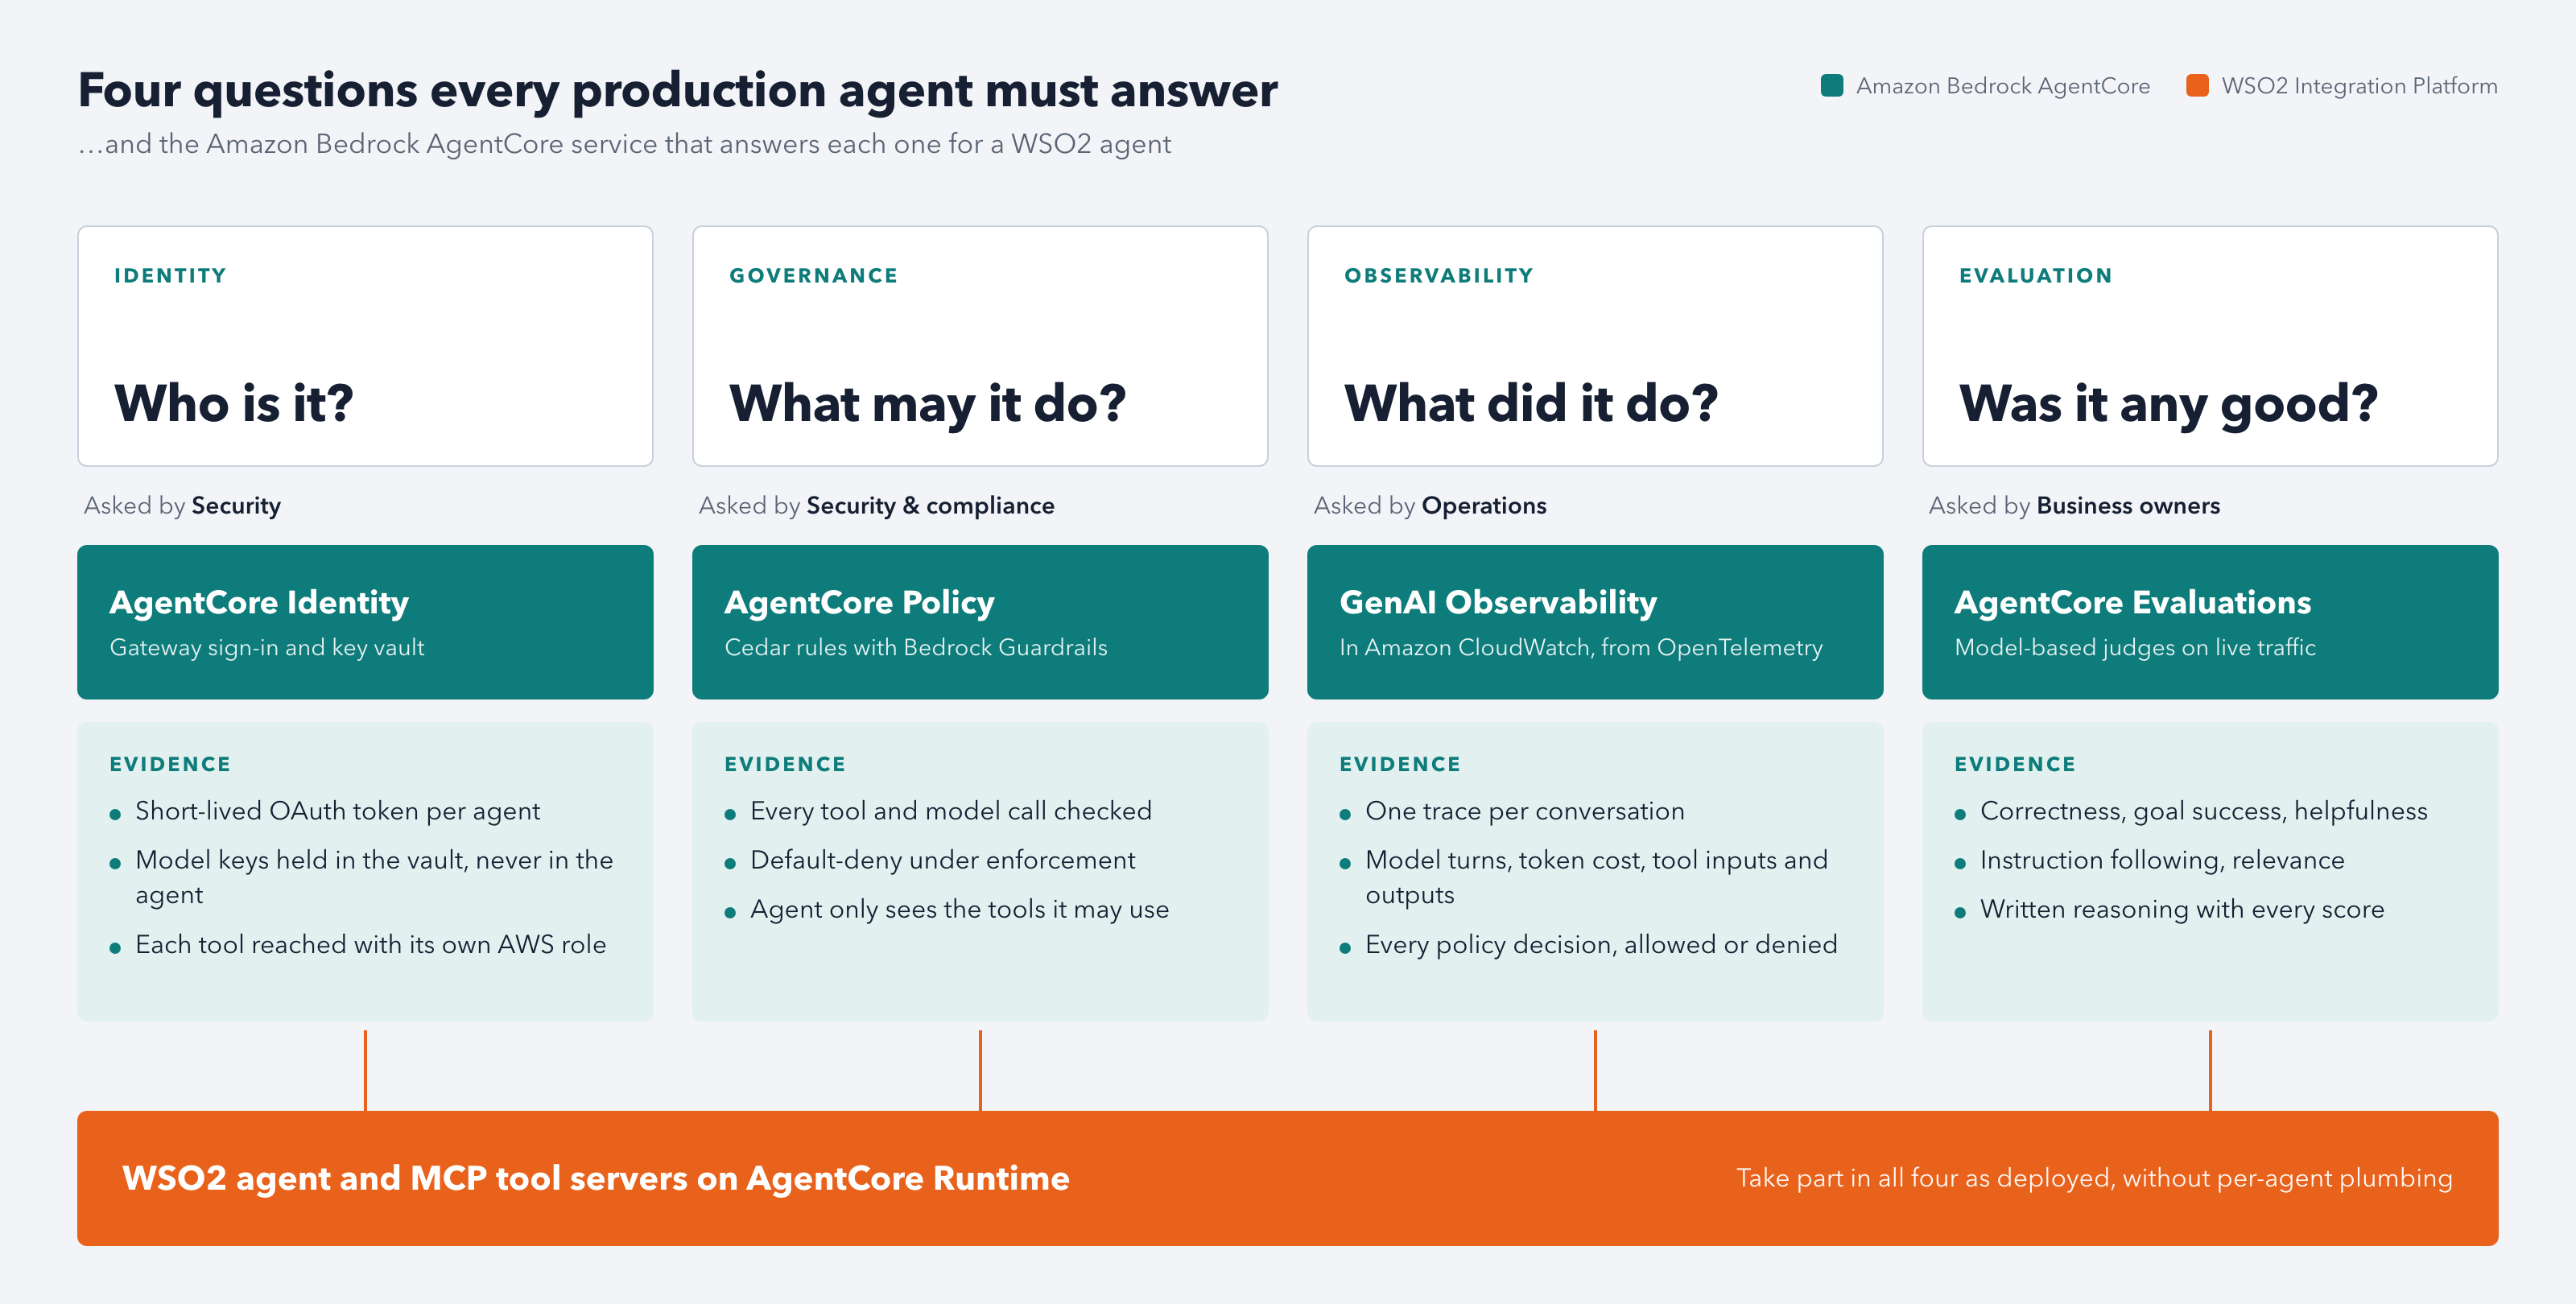 Four questions every production agent must answer
...and the Amazon Bedrock AgentCore service that answers each one for a WSO2 agent
Amazon Bedrock AgentCore
WSO2 Integration Platform
IDENTITY
Who is it?
Asked by Security
AgentCore Identity
Gateway sign-in and key vault
EVIDENCE
Short-lived OAuth token per agent
Model keys held in the vault, never in the
agent
Each tool reached with its own AWS role
GOVERNANCE
What may it do?
Asked by Security & compliance
AgentCore Policy
Cedar rules with Bedrock Guardrails
EVIDENCE
Every tool and model call checked
Default-deny under enforcement
Agent only sees the tools it may use
OBSERVABILITY
What did it do?
Asked by Operations
GenAI Observability
In Amazon CloudWatch, from OpenTelemetry
EVIDENCE
One trace per conversation
Model turns, token cost, tool inputs and
outputs
Every policy decision, allowed or denied
EVALUATION
Was it any good?
Asked by Business owners
AgentCore Evaluations
Model-based judges on live traffic
EVIDENCE
Correctness, goal success, helpfulness
Instruction following, relevance
Written reasoning with every score
WSO2 agent and MCP tool servers on AgentCore Runtime
Take part in all four as deployed, without per-agent plumbing